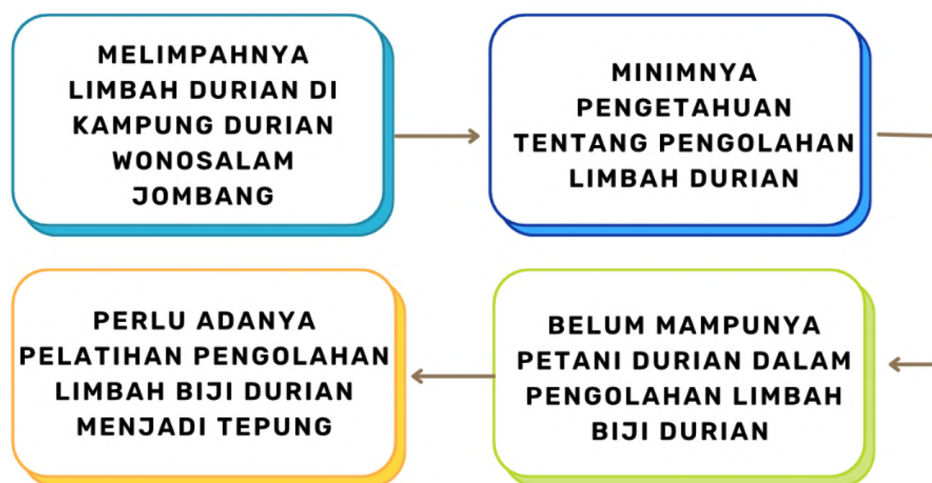 MELIMPAHNYA
LIMBAH DURIAN DI
KAMPUNG DURIAN
WONOSALAM
JOMBANG
MINIMNYA
PENGETAHUAN
TENTANG PENGOLAHAN
LIMBAH DURIAN
BELUM MAMPUNYA
PETANI DURIAN DALAM
PENGOLAHAN LIMBAH
BIJI DURIAN
PERLU ADANYA
PELATIHAN PENGOLAHAN
LIMBAH BIJI DURIAN
MENJADI TEPUNG